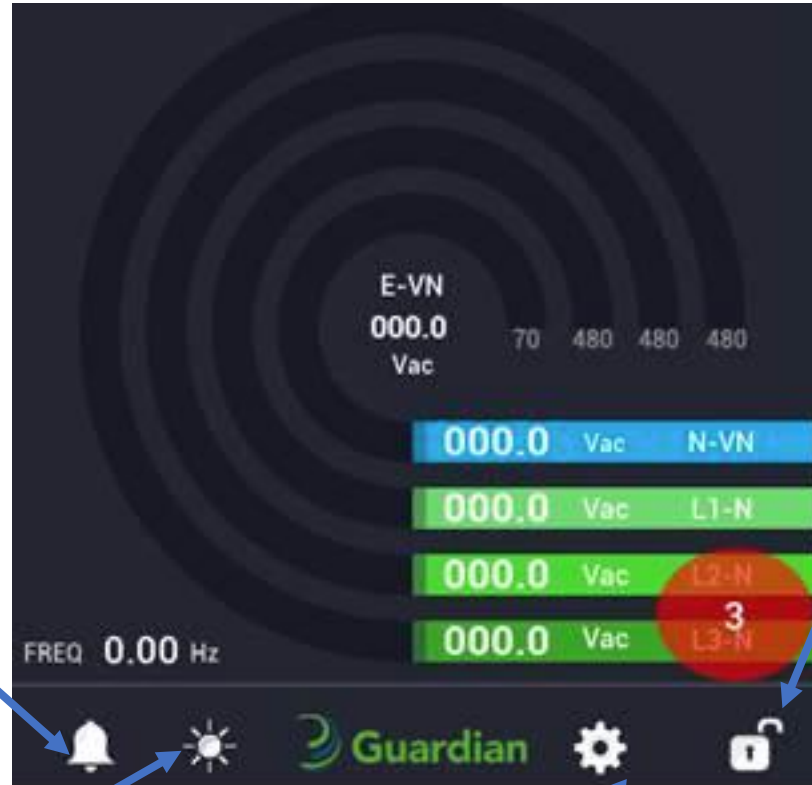 E-VN
000.0
Vac
70 480 480 480
000.0 Vac N-VN
000.0 Vac L1-N
000.0 Vac L2-N
3
000.0 Vac L3-N
FREQ 0.00 Hz
Guardian